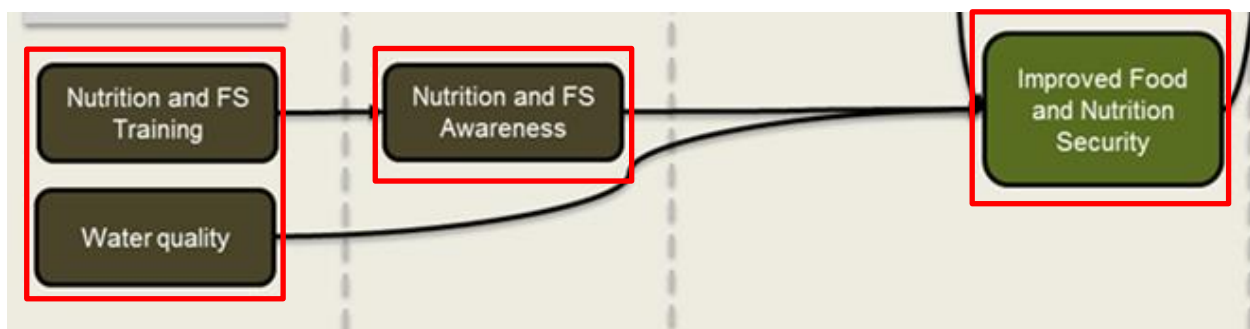 Nutrition and FS
Training
Nutrition and FS
Awareness
Improved Food
and Nutrition
Security
Water quality